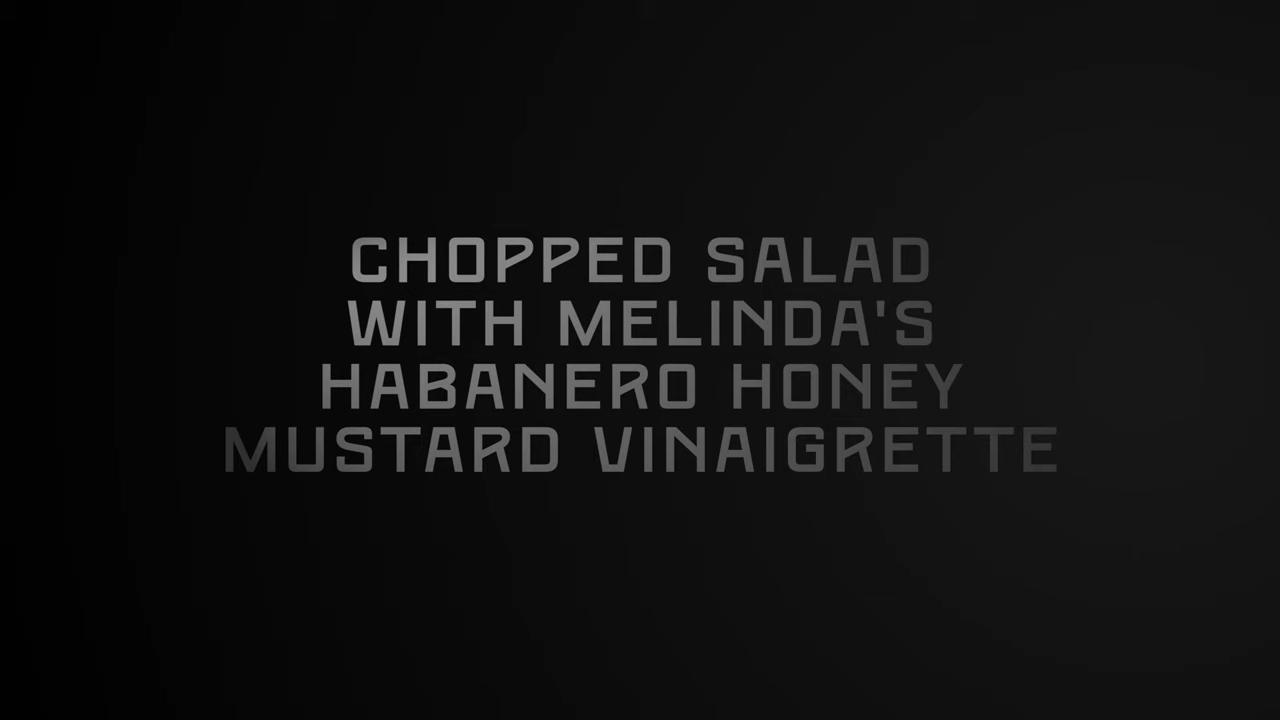 CHOPPED SALAD
WITH MELINDA'S
HABANERO HONEY
MUSTARD VINAIGRETTE